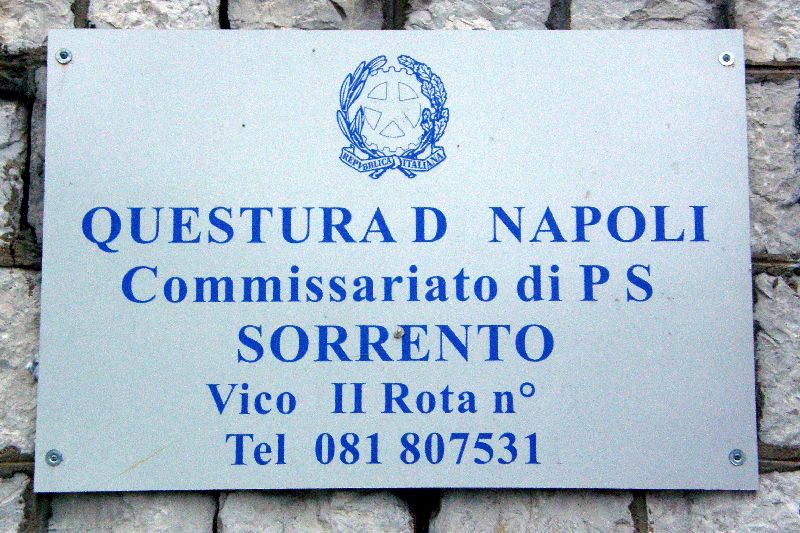 REPVBBLICA ITALIANA
QUESTURA D NAPOLI
Commissariato di P S
SORRENTO
Vico II Rota n°
Tel 081 807531